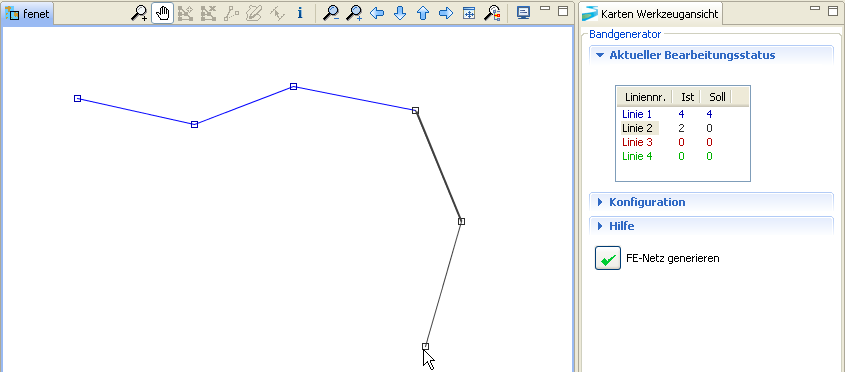 fenet
Karten Werkzeugansicht
Bandgenerator
Aktueller Bearbeitungsstatus
Liniennr. Ist Soll
Linie 1 4 4
Linie 2 2 0
Linie 3 0 0
Linie 4 0 0
Konfiguration
Hilfe
FE-Netz generieren